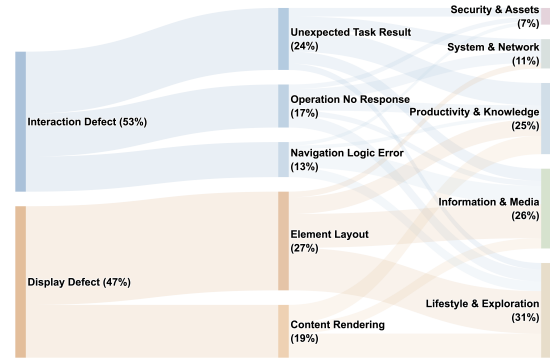 Interaction Defect (53%)
Display Defect (47%)
Unexpected Task Result
(24%)
Operation No Response
(17%)
Navigation Logic Error
(13%)
Element Layout
(27%)
Content Rendering
(19%)
Security & Assets
(7%)
System & Network
(11%)
Productivity & Knowledge
(25%)
Information & Media
(26%)
Lifestyle & Exploration
(31%)